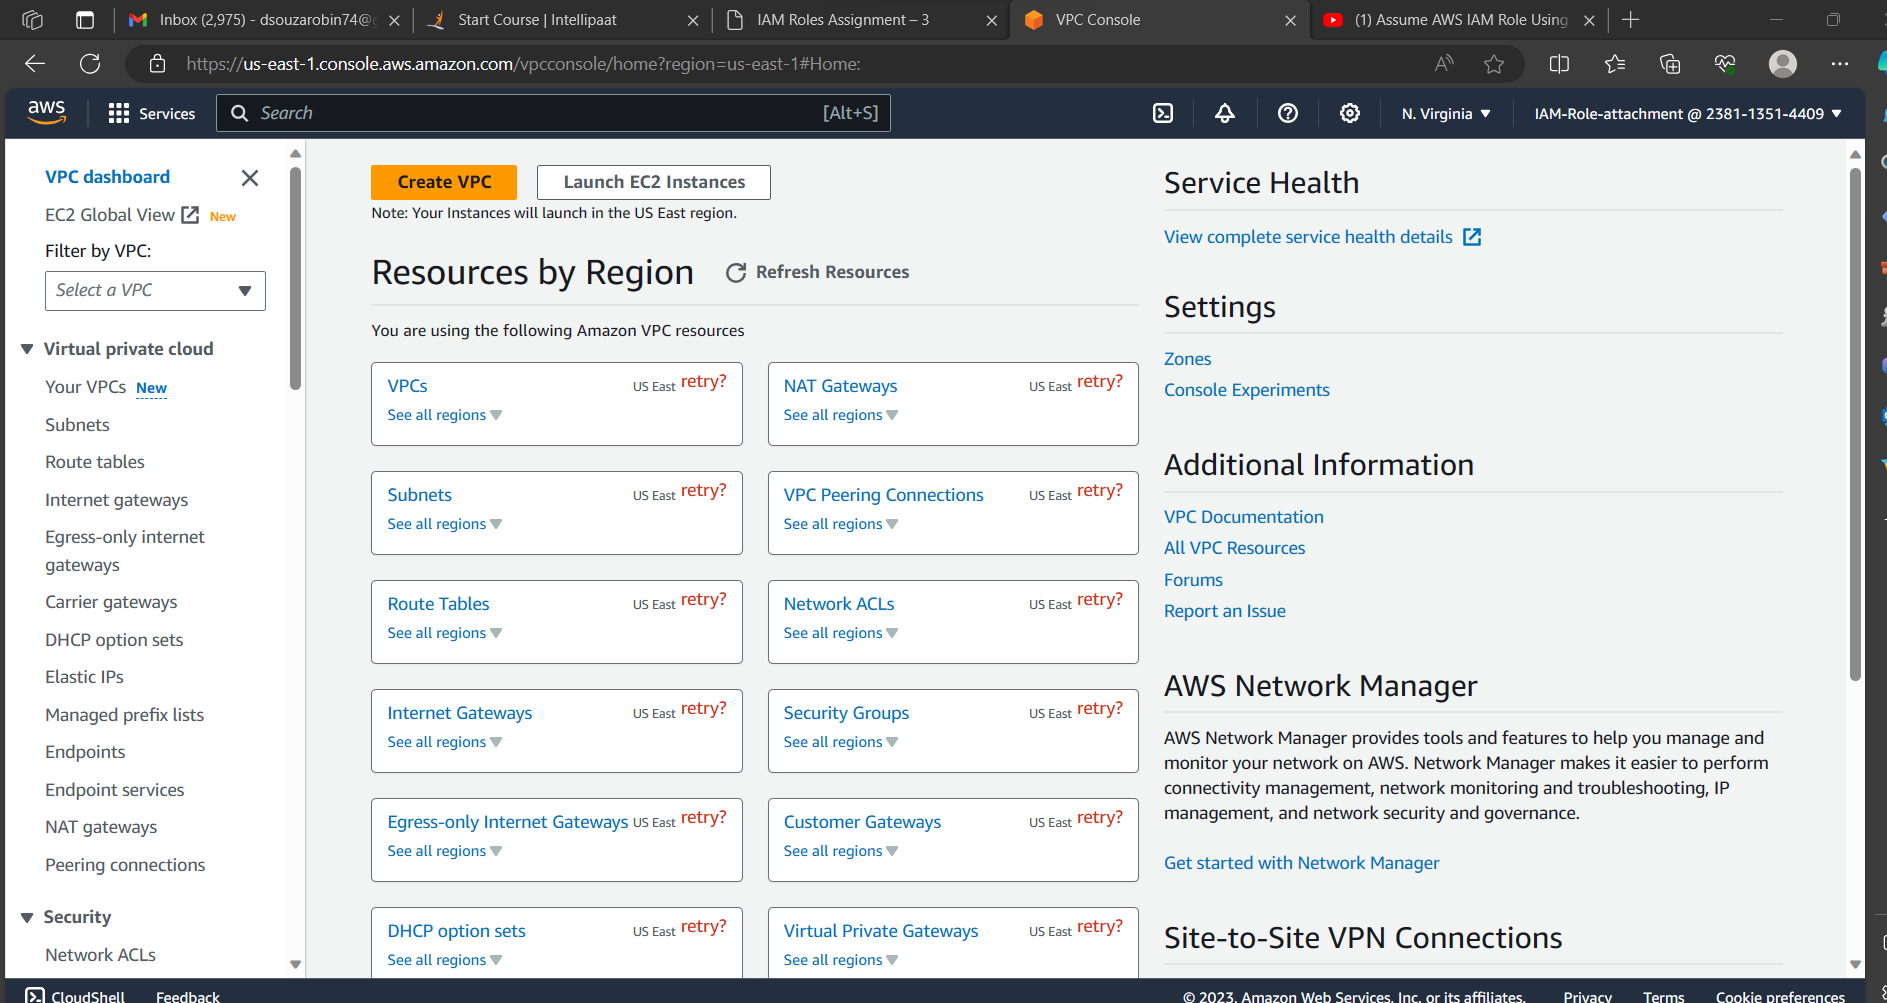 Inbox (2,975) - dsouzarobin74@
Start Course | Intellipaat
IAM Roles Assignment – 3
VPC Console
(1) Assume AWS IAM Role Using
https://us-east-1.console.aws.amazon.com/vpcconsole/home?region=us-east-1#Home:
aws
Services
Search
[Alt+S]
N. Virginia
IAM-Role-attachment @ 2381-1351-4409
VPC dashboard
EC2 Global View New
Filter by VPC:
Select a VPC
Virtual private cloud
Your VPCs New
Subnets
Route tables
Internet gateways
Egress-only internet
gateways
Carrier gateways
DHCP option sets
Elastic IPs
Managed prefix lists
Endpoints
Endpoint services
NAT gateways
Peering connections
Security
Network ACLs
Create VPC
Launch EC2 Instances
Note: Your Instances will launch in the US East region.
Resources by Region
Refresh Resources
You are using the following Amazon VPC resources
VPCs US East retry?
See all regions
NAT Gateways US East retry?
See all regions
Subnets US East retry?
See all regions
VPC Peering Connections US East retry?
See all regions
Route Tables US East retry?
See all regions
Network ACLs US East retry?
See all regions
Internet Gateways US East retry?
See all regions
Security Groups US East retry?
See all regions
Egress-only Internet Gateways US East retry?
See all regions
Customer Gateways US East retry?
See all regions
DHCP option sets US East retry?
See all regions
Virtual Private Gateways US East retry?
See all regions
Service Health
View complete service health details
Settings
Zones
Console Experiments
Additional Information
VPC Documentation
All VPC Resources
Forums
Report an Issue
AWS Network Manager
AWS Network Manager provides tools and features to help you manage and
monitor your network on AWS. Network Manager makes it easier to perform
connectivity management, network monitoring and troubleshooting, IP
management, and network security and governance.
Get started with Network Manager
Site-to-Site VPN Connections
CloudShell
Feedback
© 2023, Amazon Web Services, Inc. or its affiliates.
Privacy
Terms
Cookie preferences